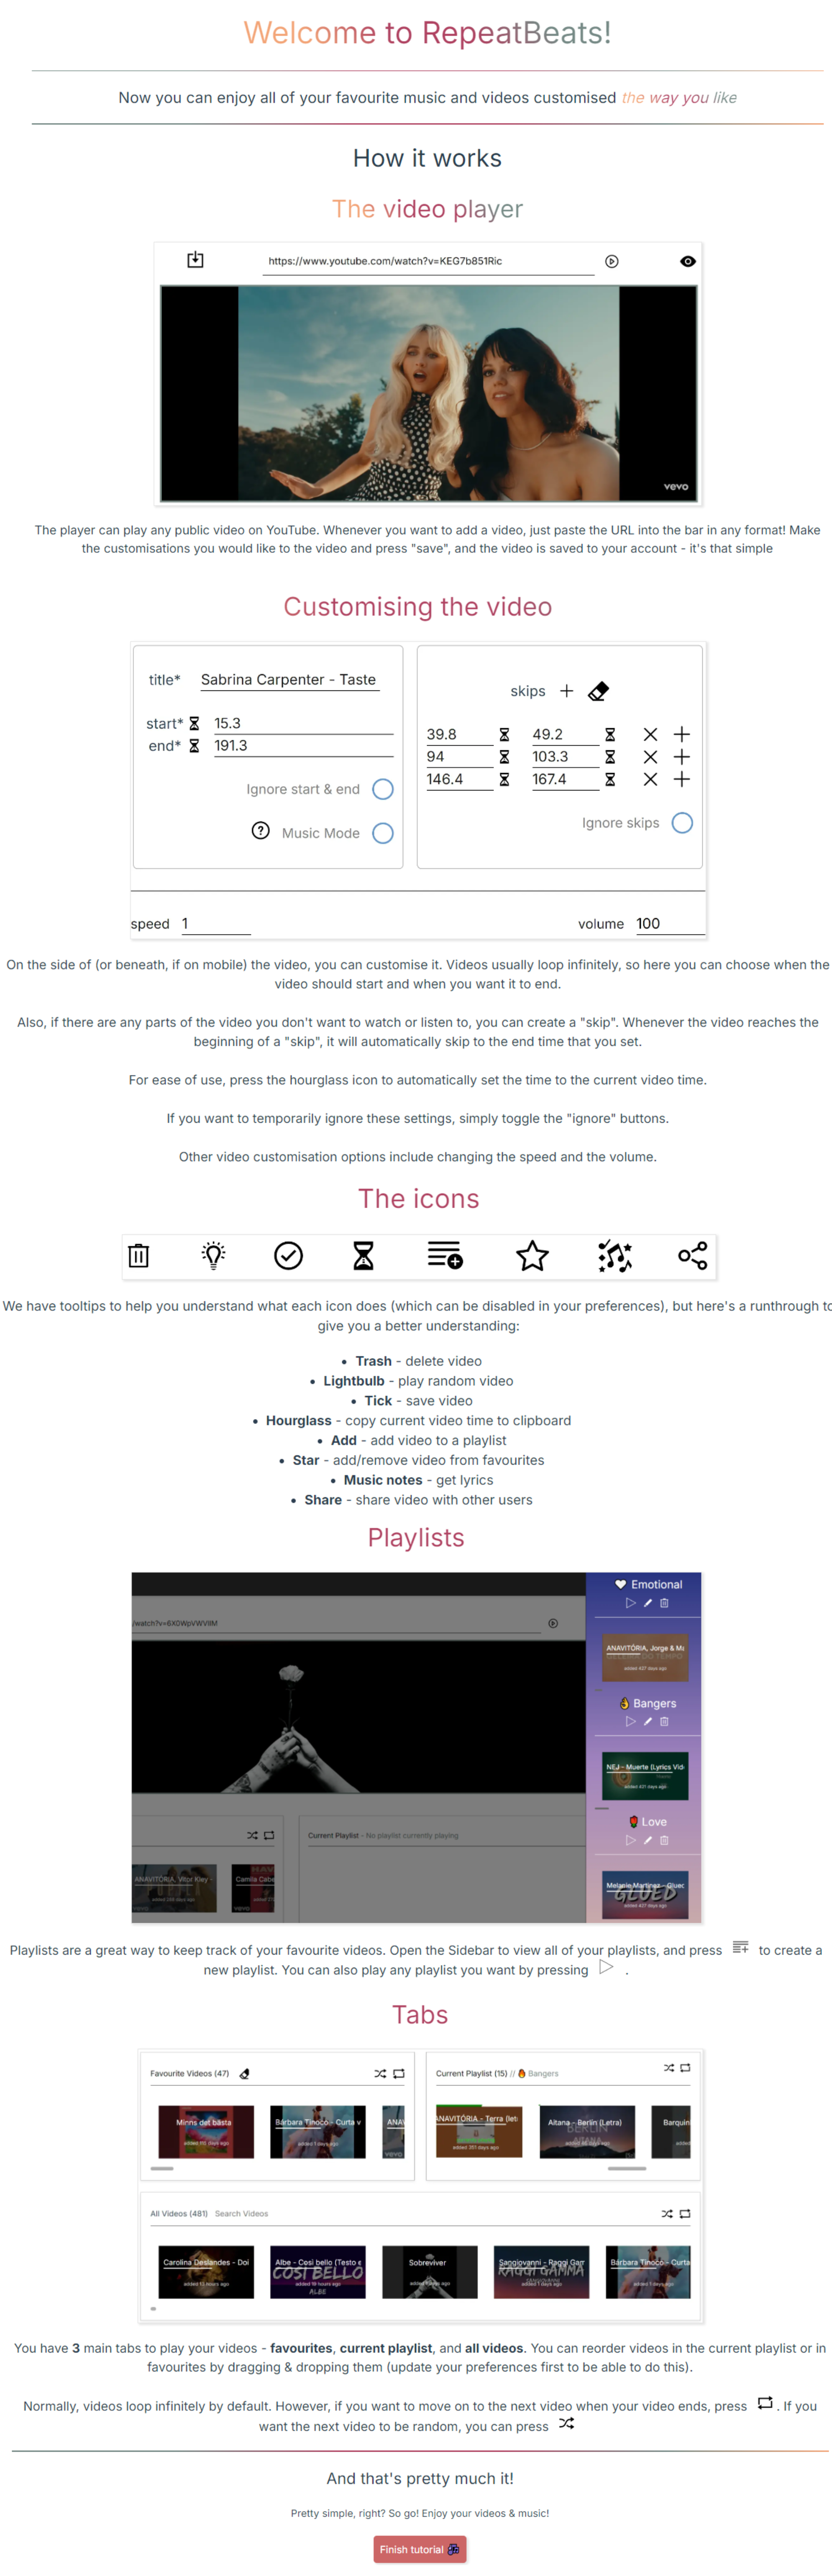 Welcome to RepeatBeats!
Now you can enjoy all of your favourite music and videos customised the way you like
How it works
The video player
https://www.youtube.com/watch?v=KEG7b851Ric
vevo
The player can play any public video on YouTube. Whenever you want to add a video, just paste the URL into the bar in any format! Make
the customisations you would like to the video and press "save", and the video is saved to your account - it's that simple
Customising the video
title* Sabrina Carpenter - Taste
start* 15.3
end* 191.3
Ignore start & end
Music Mode
skips
39.8 49.2
94 103.3
146.4 167.4
Ignore skips
speed 1
volume 100
On the side of (or beneath, if on mobile) the video, you can customise it. Videos usually loop infinitely, so here you can choose when the
video should start and when you want it to end.
Also, if there are any parts of the video you don't want to watch or listen to, you can create a "skip". Whenever the video reaches the
beginning of a "skip", it will automatically skip to the end time that you set.
For ease of use, press the hourglass icon to automatically set the time to the current video time.
If you want to temporarily ignore these settings, simply toggle the "ignore" buttons.
Other video customisation options include changing the speed and the volume.
The icons
We have tooltips to help you understand what each icon does (which can be disabled in your preferences), but here's a runthrough to
give you a better understanding:
• Trash - delete video
• Lightbulb - play random video
• Tick - save video
• Hourglass - copy current video time to clipboard
• Add - add video to a playlist
• Star - add/remove video from favourites
• Music notes - get lyrics
• Share - share video with other users
Playlists
/watch?v=6X0WpVWVIIM
Emotional
ANAVITÓRIA, Jorge & Ma
added 427 days ago
Bangers
NEJ - Muerte (Lyrics Vid
added 421 days ago
Love
Melanie Martinez - Gluec
GLUED
added 427 days ago
Current Playlist - No playlist currently playing
ANAVITÓRIA, Vitor Kley -
Camila Cabe
Playlists are a great way to keep track of your favourite videos. Open the Sidebar to view all of your playlists, and press to create a
new playlist. You can also play any playlist you want by pressing .
Tabs
Favourite Videos (47)
Minns det bästa
Bárbara Tinoco - Curta v
added 1 days ago
ANAV
vevo
Current Playlist (15) // Bangers
ANAVITÓRIA - Terra (letr
added 351 days ago
Aitana - Berlín (Letra)
BERLIN
Barquin
added
All Videos (481) Search Videos
Carolina Deslandes - Doi
added 13 hours ago
Albe - Così bello (Testo e
COSÌ BELLO
added 19 hours ago
ALBE
Sobreviver
Sangiovanni - Raggi Gam
RAGGI GAMMA
added 1 days ago
Bárbara Tinoco - Curta
added 1 days ago
You have 3 main tabs to play your videos - favourites, current playlist, and all videos. You can reorder videos in the current playlist or in
favourites by dragging & dropping them (update your preferences first to be able to do this).
Normally, videos loop infinitely by default. However, if you want to move on to the next video when your video ends, press . If you
want the next video to be random, you can press
And that's pretty much it!
Pretty simple, right? So go! Enjoy your videos & music!
Finish tutorial